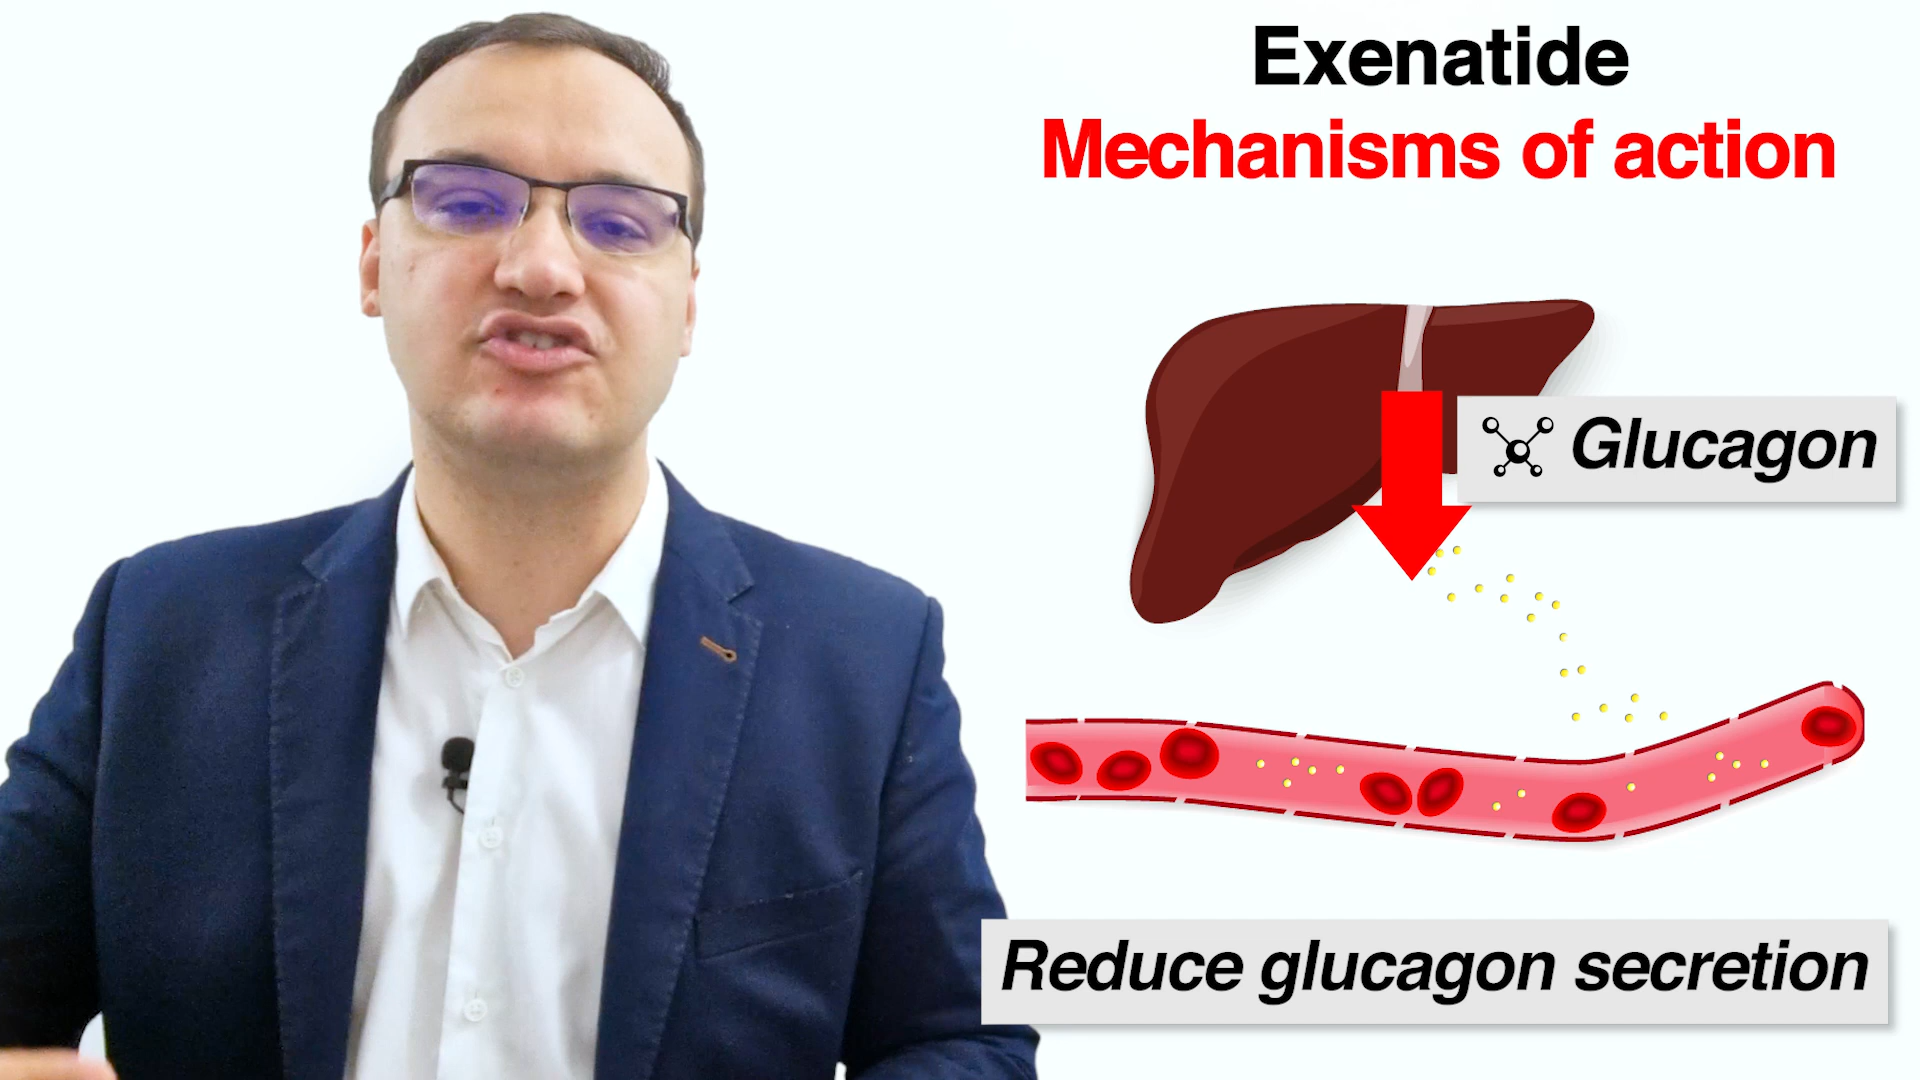 Exenatide
Mechanisms of action
Glucagon
Reduce glucagon secretion